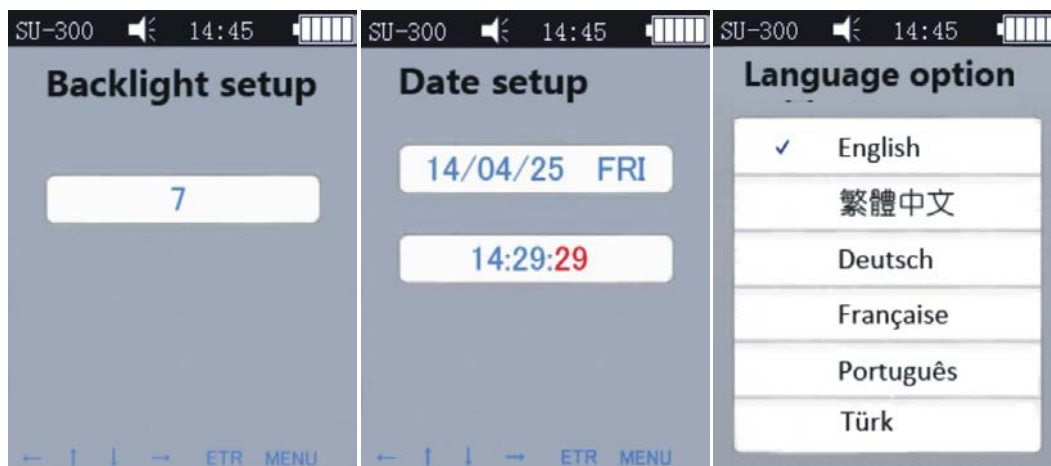 SU-300 14:45
Backlight setup
7
← ↑ ↓ → ETR MENU
SU-300 14:45
Date setup
14/04/25 FRI
14:29:29
← ↑ ↓ → ETR MENU
SU-300 14:45
Language option
✓ English
繁體中文
Deutsch
Française
Português
Türk